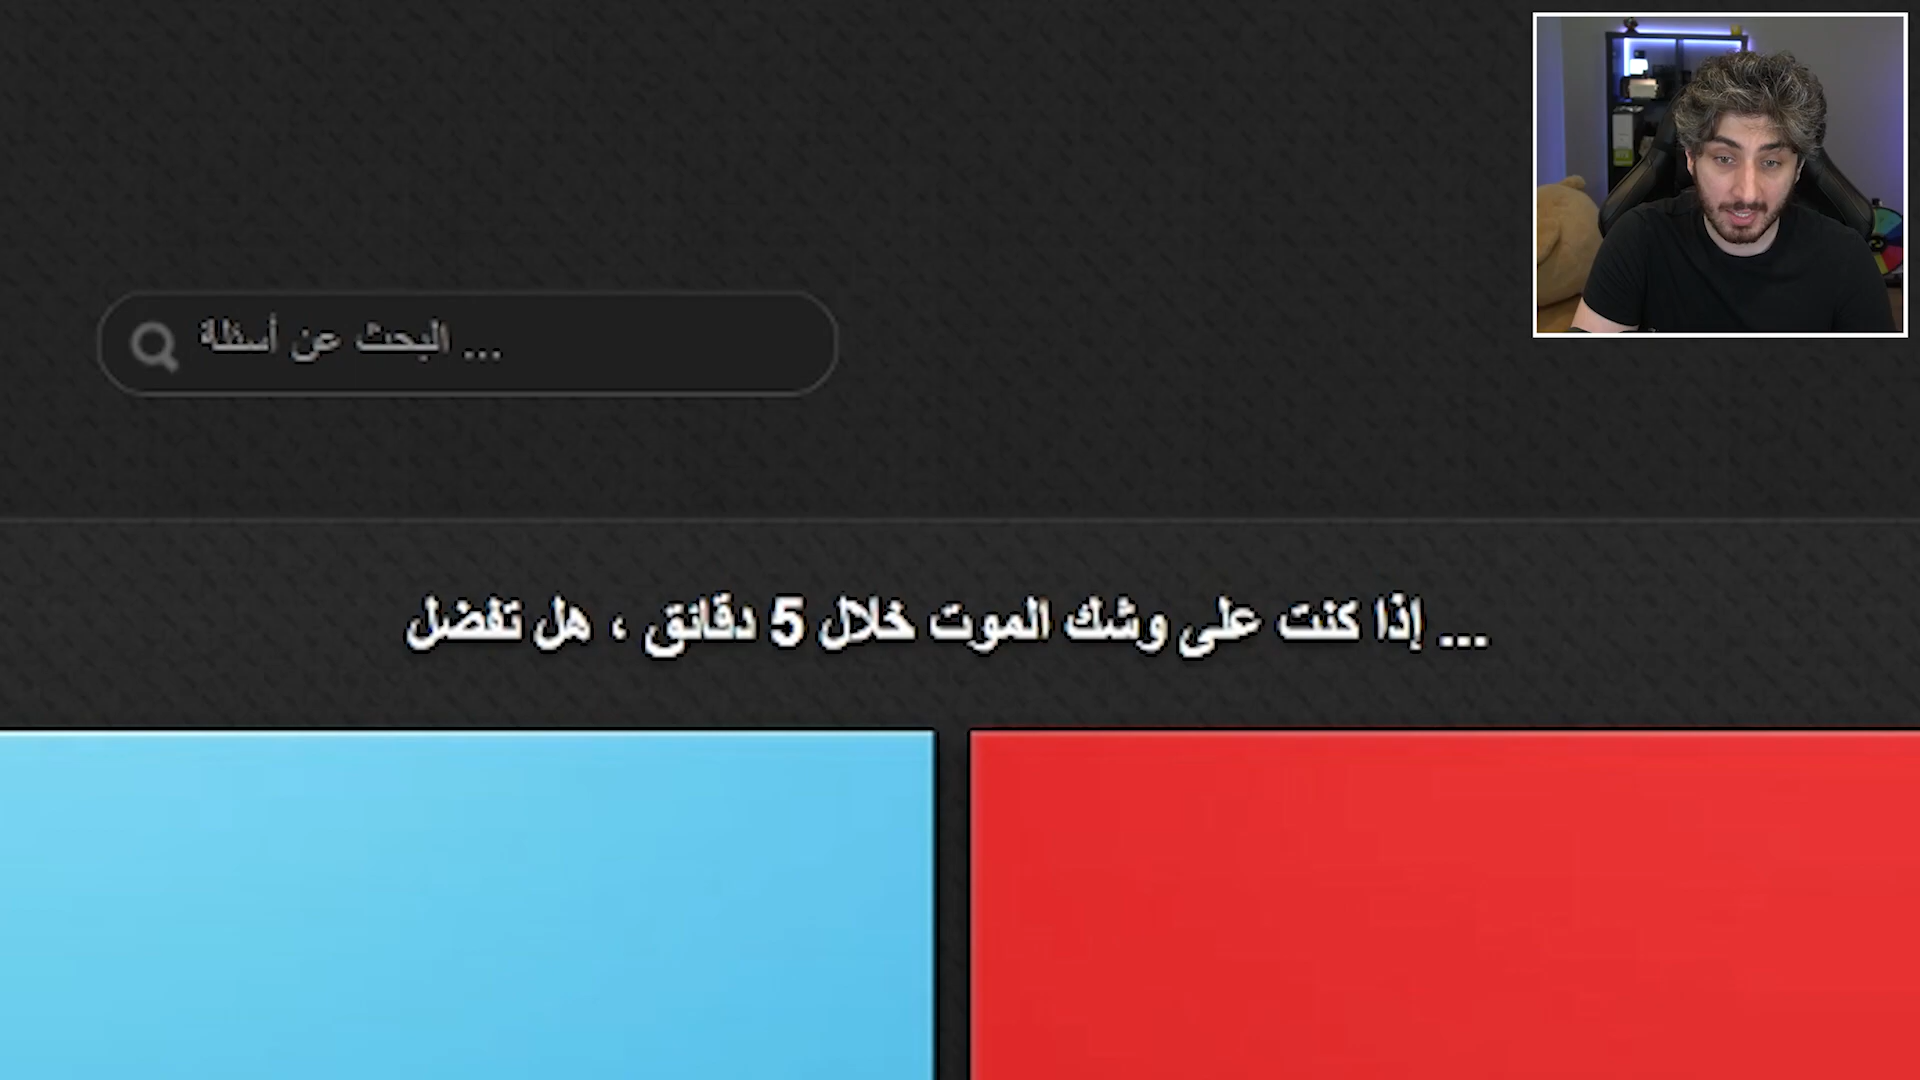 البحث عن أسئلة ...
إذا كنت على وشك الموت خلال 5 دقائق ، هل تفضل ...